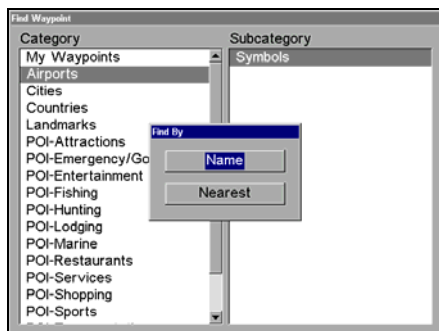 Find Waypoint
Category
Subcategory
My Waypoints
Airports
Cities
Countries
Landmarks
POI-Attractions
POI-Emergency/Go
POI-Entertainment
POI-Fishing
POI-Hunting
POI-Lodging
POI-Marine
POI-Restaurants
POI-Services
POI-Shopping
POI-Sports
Symbols
Find By
Name
Nearest